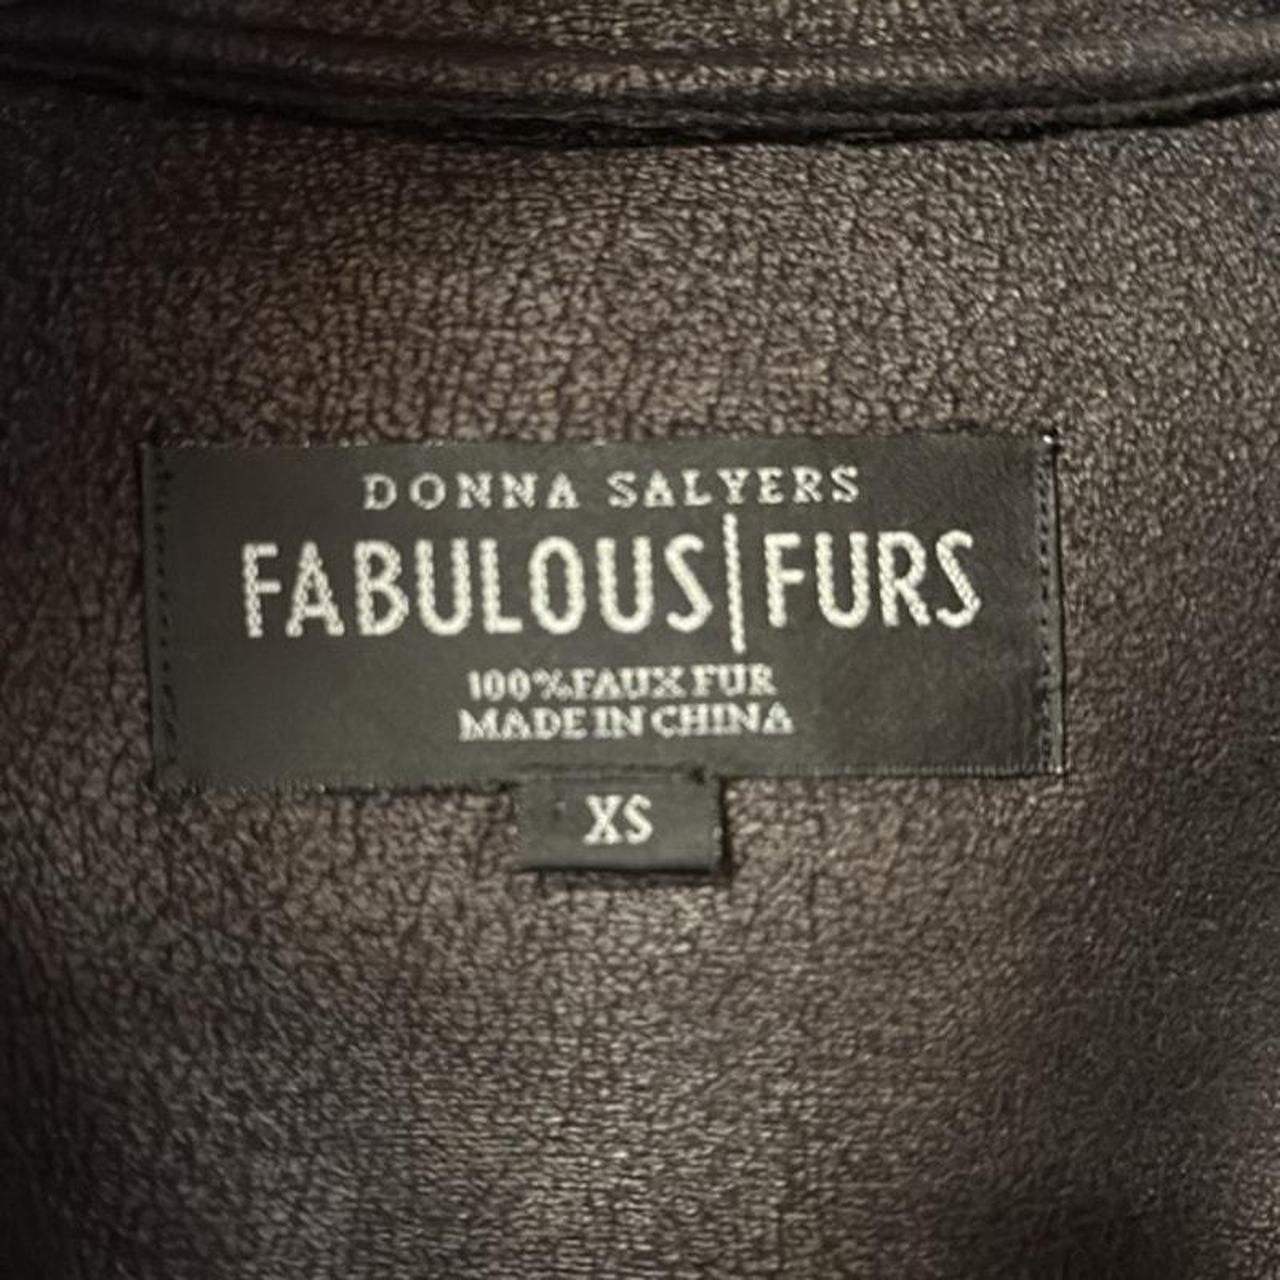 DONNA SALYERS
FABULOUS|FURS
100%FAUX FUR
MADE IN CHINA
XS